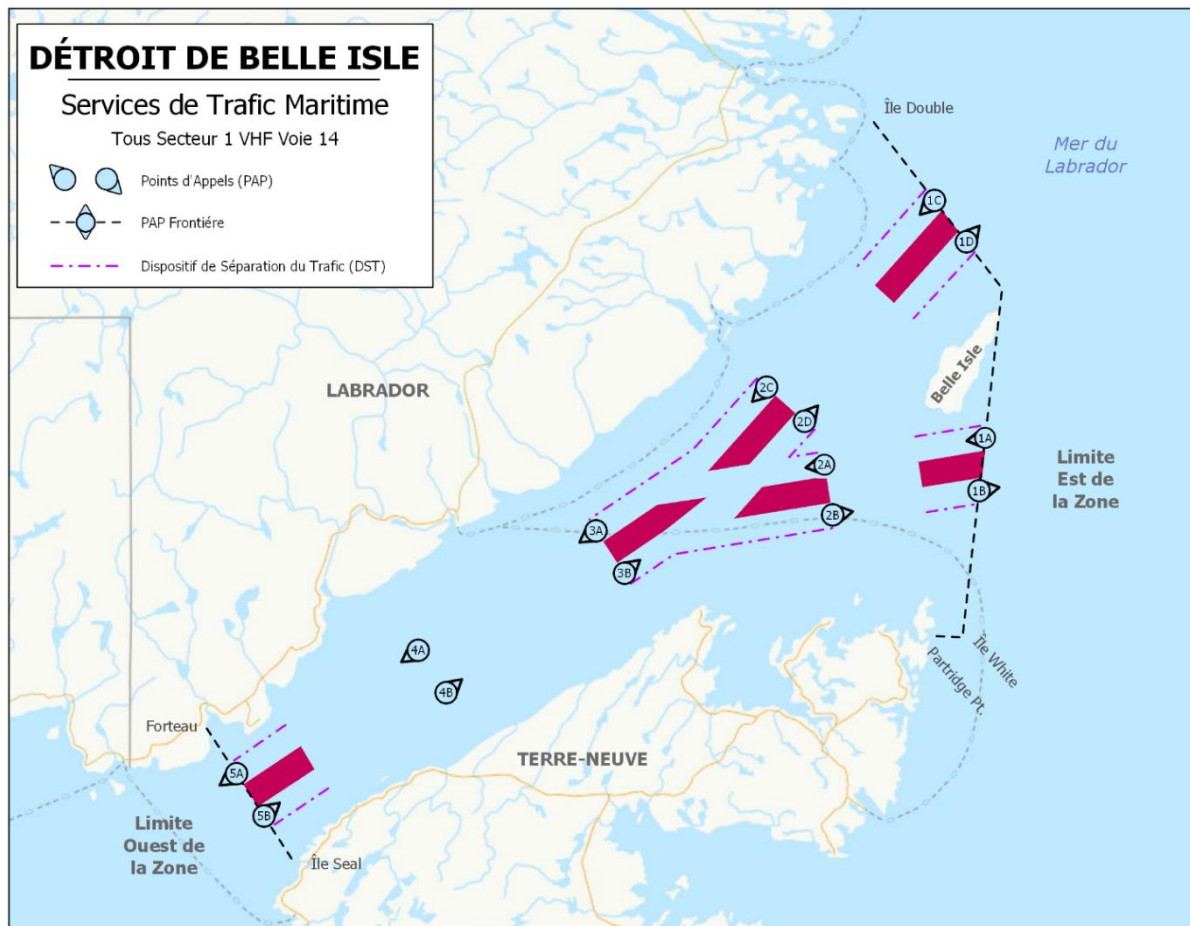 DÉTROIT DE BELLE ISLE
Services de Trafic Maritime
Tous Secteur 1 VHF Voie 14
Points d'Appels (PAP)
PAP Frontiére
Dispositif de Séparation du Trafic (DST)
Île Double
Mer du
Labrador
1C
1D
Belle Isle
LABRADOR
2C
2D
1A
2A
Limite
Est de
la Zone
1B
2B
3A
3B
Île White
Partridge Pt.
4A
4B
Forteau
TERRE-NEUVE
5A
5B
Limite
Ouest de
la Zone
Île Seal